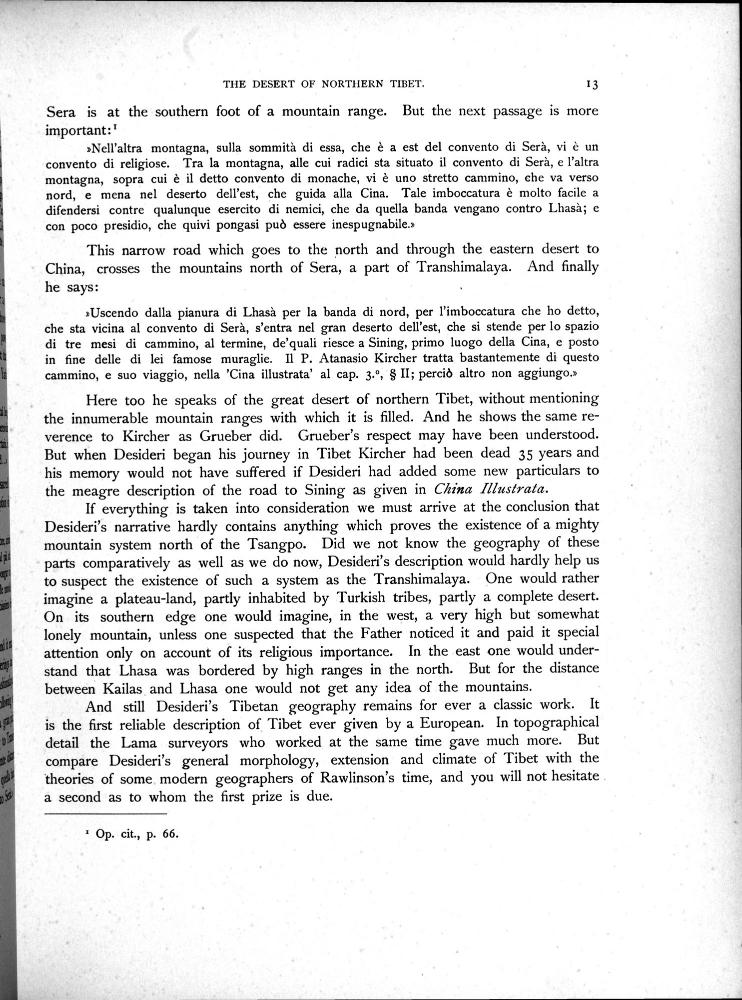 THE DESERT OF NORTHERN TIBET. 13
Sera is at the southern foot of a mountain range. But the next passage is more
important:¹
»Nell'altra montagna, sulla sommità di essa, che è a est del convento di Serà, vi è un
convento di religiose. Tra la montagna, alle cui radici sta situato il convento di Serà, e l'altra
montagna, sopra cui è il detto convento di monache, vi è uno stretto cammino, che va verso
nord, e mena nel deserto dell'est, che guida alla Cina. Tale imboccatura è molto facile a
difendersi contre qualunque esercito di nemici, che da quella banda vengano contro Lhasà; e
con poco presidio, che quivi pongasi può essere inespugnabile.»
This narrow road which goes to the north and through the eastern desert to
China, crosses the mountains north of Sera, a part of Transhimalaya. And finally
he says:
»Uscendo dalla pianura di Lhasà per la banda di nord, per l'imboccatura che ho detto,
che sta vicina al convento di Serà, s'entra nel gran deserto dell'est, che si stende per lo spazio
di tre mesi di cammino, al termine, de'quali riesce a Sining, primo luogo della Cina, e posto
in fine delle di lei famose muraglie. Il P. Atanasio Kircher tratta bastantemente di questo
cammino, e suo viaggio, nella 'Cina illustrata' al cap. 3.º, § II; perciò altro non aggiungo.»
Here too he speaks of the great desert of northern Tibet, without mentioning
the innumerable mountain ranges with which it is filled. And he shows the same re-
verence to Kircher as Grueber did. Grueber's respect may have been understood.
But when Desideri began his journey in Tibet Kircher had been dead 35 years and
his memory would not have suffered if Desideri had added some new particulars to
the meagre description of the road to Sining as given in China Illustrata.
If everything is taken into consideration we must arrive at the conclusion that
Desideri's narrative hardly contains anything which proves the existence of a mighty
mountain system north of the Tsangpo. Did we not know the geography of these
parts comparatively as well as we do now, Desideri's description would hardly help us
to suspect the existence of such a system as the Transhimalaya. One would rather
imagine a plateau-land, partly inhabited by Turkish tribes, partly a complete desert.
On its southern edge one would imagine, in the west, a very high but somewhat
lonely mountain, unless one suspected that the Father noticed it and paid it special
attention only on account of its religious importance. In the east one would under-
stand that Lhasa was bordered by high ranges in the north. But for the distance
between Kailas and Lhasa one would not get any idea of the mountains.
And still Desideri's Tibetan geography remains for ever a classic work. It
is the first reliable description of Tibet ever given by a European. In topographical
detail the Lama surveyors who worked at the same time gave much more. But
compare Desideri's general morphology, extension and climate of Tibet with the
theories of some modern geographers of Rawlinson's time, and you will not hesitate
a second as to whom the first prize is due.
¹ Op. cit., p. 66.